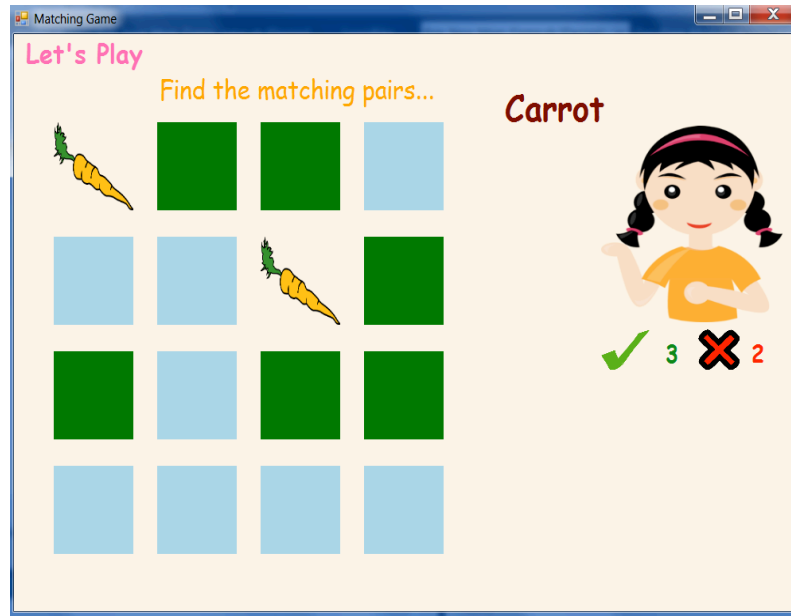 Matching Game
Let's Play
Find the matching pairs...
Carrot
3
2